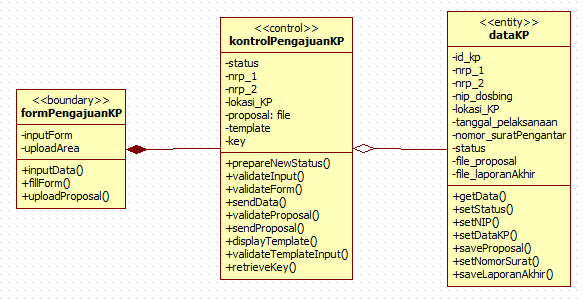 <<boundary>>
formPengajuanKP
-inputForm
-uploadArea
+inputData()
+fillForm()
+uploadProposal()
<<control>>
kontrolPengajuanKP
-status
-nrp_1
-nrp_2
-lokasi_KP
-proposal: file
-template
-key
+prepareNewStatus()
+validateInput()
+validateForm()
+sendData()
+validateProposal()
+sendProposal()
+displayTemplate()
+validateTemplateInput()
+retrieveKey()
<<entity>>
dataKP
-id_kp
-nrp_1
-nrp_2
-nip_dosbing
-lokasi_KP
-tanggal_pelaksanaan
-nomor_suratPengantar
-status
-file_proposal
-file_laporanAkhir
+getData()
+setStatus()
+setNIP()
+setDataKP()
+saveProposal()
+setNomorSurat()
+saveLaporanAkhir()